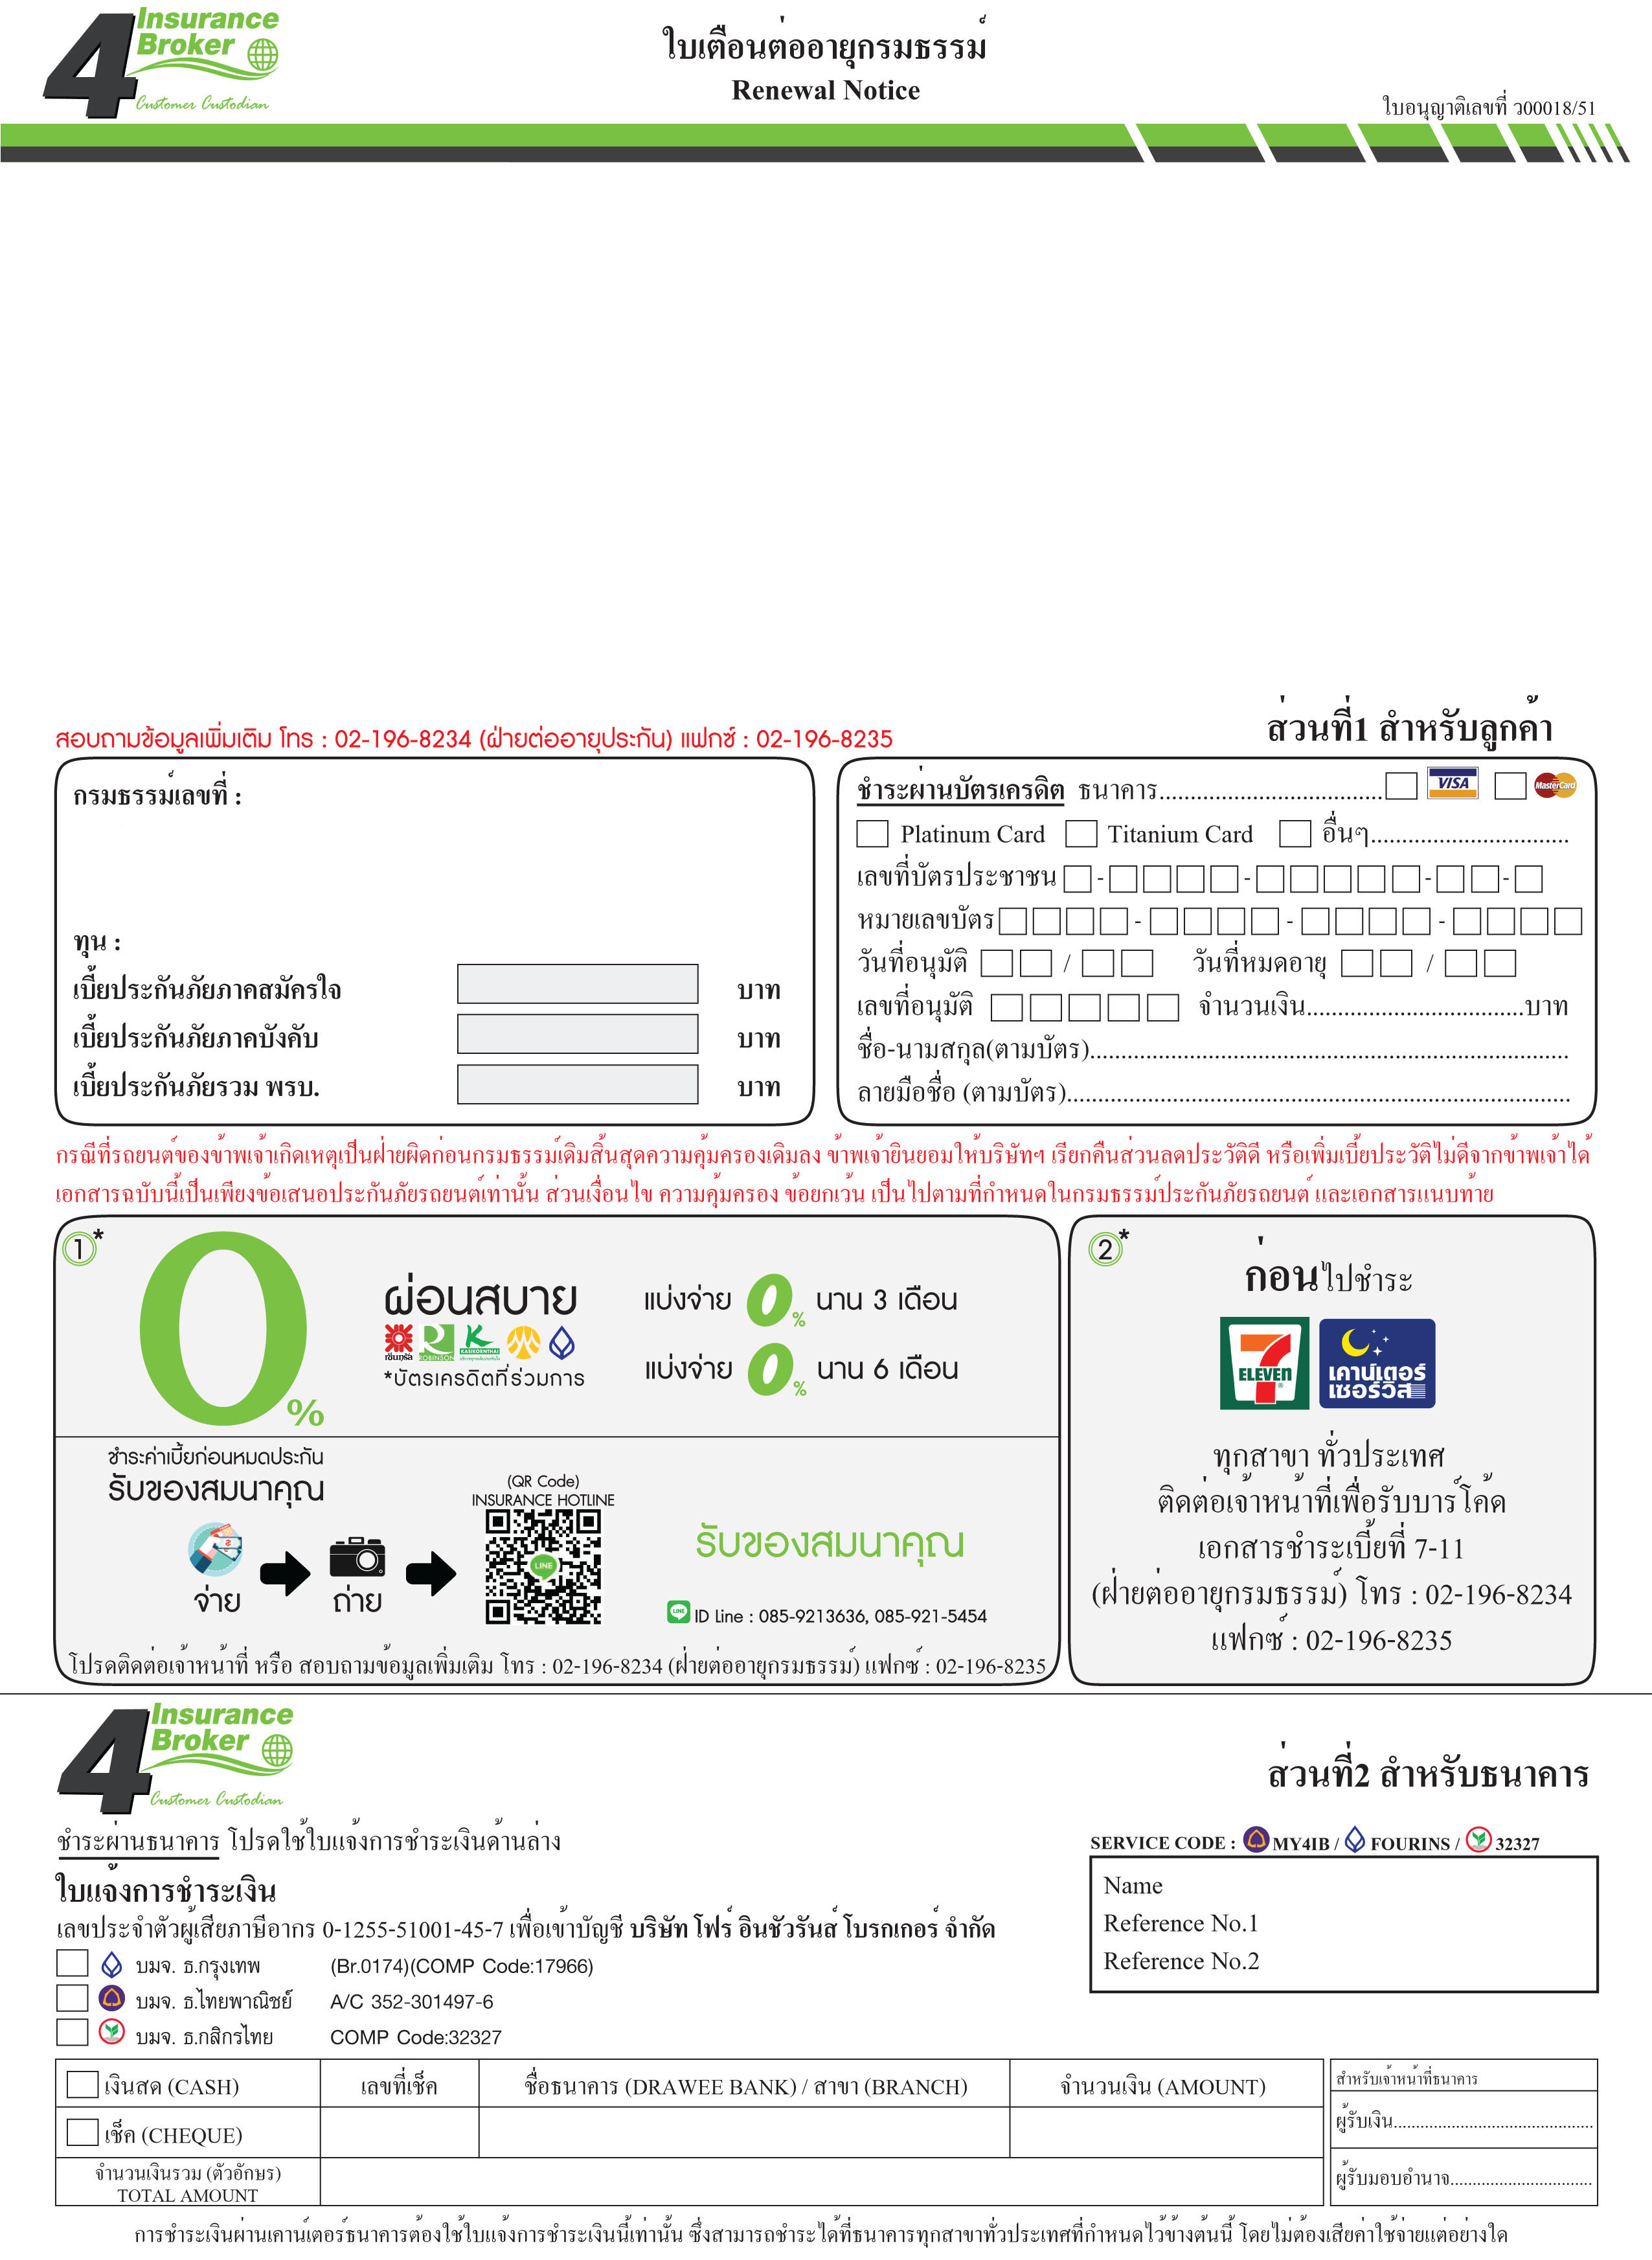 4 Insurance
Broker
Customer Custodian
ใบเตือนต่ออายุกรมธรรม์
Renewal Notice
ใบอนุญาติเลขที่ ว00018/51
ส่วนที่1 สำหรับลูกค้า
สอบถามข้อมูลเพิ่มเติม โทร : 02-196-8234 (ฝ่ายต่ออายุประกัน) แฟกซ์ : 02-196-8235
กรมธรรม์เลขที่ :
ทุน :
เบี้ยประกันภัยภาคสมัครใจ บาท
เบี้ยประกันภัยภาคบังคับ บาท
เบี้ยประกันภัยรวม พรบ. บาท
ชำระผ่านบัตรเครดิต ธนาคาร.................................... VISA MasterCard
Platinum Card Titanium Card อื่นๆ................................
เลขที่บัตรประชาชน - - - -
หมายเลขบัตร - - -
วันที่อนุมัติ / วันที่หมดอายุ /
เลขที่อนุมัติ จำนวนเงิน...................................บาท
ชื่อ-นามสกุล(ตามบัตร).............................................................................
ลายมือชื่อ (ตามบัตร).................................................................................
กรณีที่รถยนต์ของข้าพเจ้าเกิดเหตุเป็นฝ่ายผิดก่อนกรมธรรม์เดิมสิ้นสุดความคุ้มครองเดิมลง ข้าพเจ้ายินยอมให้บริษัทฯ เรียกคืนส่วนลดประวัติดี หรือเพิ่มเบี้ยประวัติไม่ดีจากข้าพเจ้าได้
เอกสารฉบับนี้เป็นเพียงข้อเสนอประกันภัยรถยนต์เท่านั้น ส่วนเงื่อนไข ความคุ้มครอง ข้อยกเว้น เป็นไปตามที่กำหนดในกรมธรรม์ประกันภัยรถยนต์ และเอกสารแนบท้าย
1*
0%
ผ่อนสบาย
เซ็นทรัล ROBINSON KASIKORNTHAI
*บัตรเครดิตที่ร่วมการ
แบ่งจ่าย 0% นาน 3 เดือน
แบ่งจ่าย 0% นาน 6 เดือน
ชำระค่าเบี้ยก่อนหมดประกัน
รับของสมนาคุณ
จ่าย
ถ่าย
(QR Code)
INSURANCE HOTLINE
LINE
รับของสมนาคุณ
LINE ID Line : 085-9213636, 085-921-5454
โปรดติดต่อเจ้าหน้าที่ หรือ สอบถามข้อมูลเพิ่มเติม โทร : 02-196-8234 (ฝ่ายต่ออายุกรมธรรม์) แฟกซ์ : 02-196-8235
2*
ก่อนไปชำระ
7 ELEVEn
เคาน์เตอร์
เซอร์วิส
ทุกสาขา ทั่วประเทศ
ติดต่อเจ้าหน้าที่เพื่อรับบาร์โค้ด
เอกสารชำระเบี้ยที่ 7-11
(ฝ่ายต่ออายุกรมธรรม์) โทร : 02-196-8234
แฟกซ์ : 02-196-8235
4 Insurance
Broker
Customer Custodian
ส่วนที่2 สำหรับธนาคาร
ชำระผ่านธนาคาร โปรดใช้ใบแจ้งการชำระเงินด้านล่าง
SERVICE CODE : MY4IB / FOURINS / 32327
Name
Reference No.1
Reference No.2
ใบแจ้งการชำระเงิน
เลขประจำตัวผู้เสียภาษีอากร 0-1255-51001-45-7 เพื่อเข้าบัญชี บริษัท โฟร์ อินชัวรันส์ โบรกเกอร์ จำกัด
บมจ. ธ.กรุงเทพ (Br.0174)(COMP Code:17966)
บมจ. ธ.ไทยพาณิชย์ A/C 352-301497-6
บมจ. ธ.กสิกรไทย COMP Code:32327
เงินสด (CASH) เลขที่เช็ค ชื่อธนาคาร (DRAWEE BANK) / สาขา (BRANCH) จำนวนเงิน (AMOUNT)
เช็ค (CHEQUE)
จำนวนเงินรวม (ตัวอักษร)
TOTAL AMOUNT
สำหรับเจ้าหน้าที่ธนาคาร
ผู้รับเงิน.............................................
ผู้รับมอบอำนาจ................................
การชำระเงินผ่านเคาน์เตอร์ธนาคารต้องใช้ใบแจ้งการชำระเงินนี้เท่านั้น ซึ่งสามารถชำระได้ที่ธนาคารทุกสาขาทั่วประเทศที่กำหนดไว้ข้างต้นนี้ โดยไม่ต้องเสียค่าใช้จ่ายแต่อย่างใด